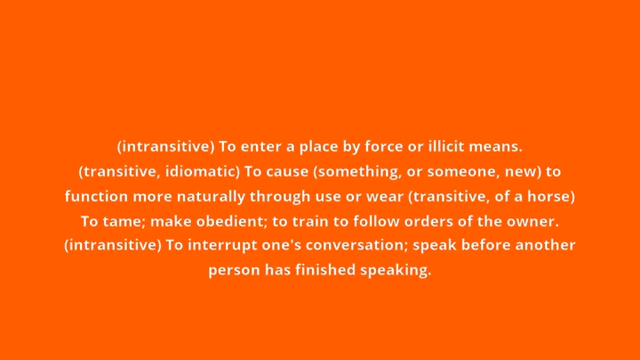 (intransitive) To enter a place by force or illicit means.
(transitive, idiomatic) To cause (something, or someone, new) to
function more naturally through use or wear (transitive, of a horse)
To tame; make obedient; to train to follow orders of the owner.
(intransitive) To interrupt one's conversation; speak before another
person has finished speaking.